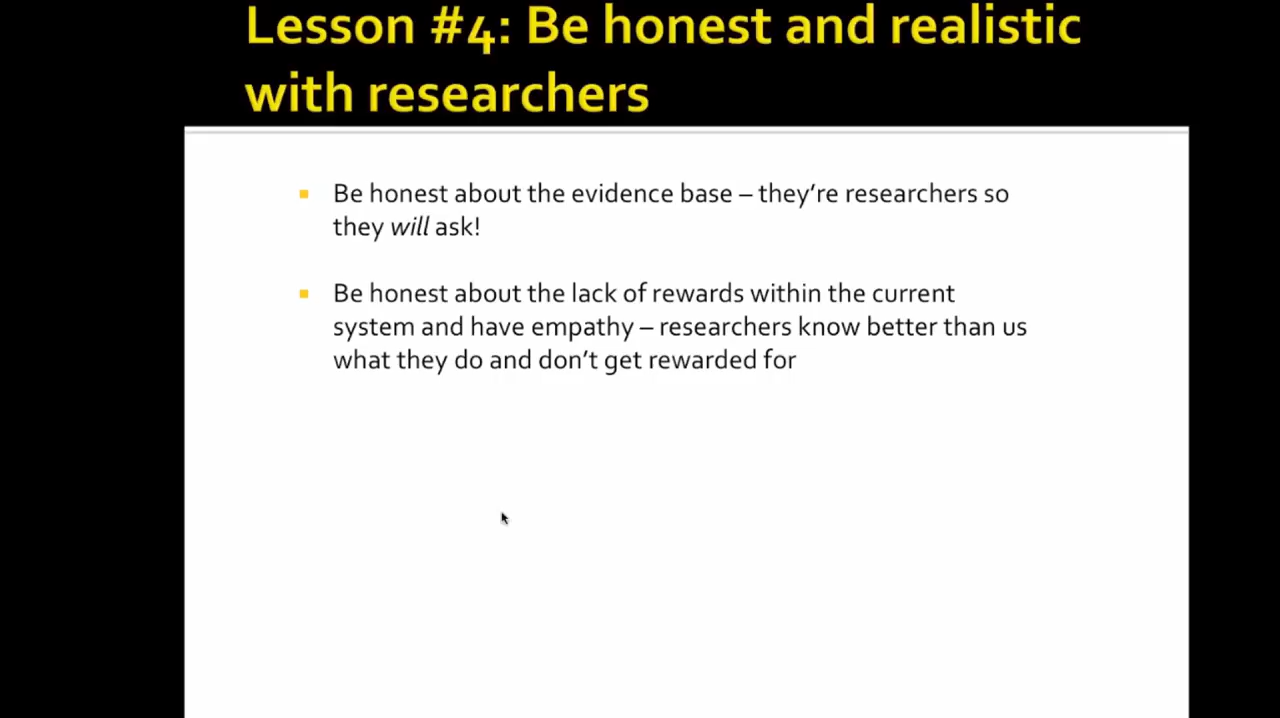 Lesson #4: Be honest and realistic
with researchers
Be honest about the evidence base – they’re researchers so
they will ask!
Be honest about the lack of rewards within the current
system and have empathy – researchers know better than us
what they do and don’t get rewarded for